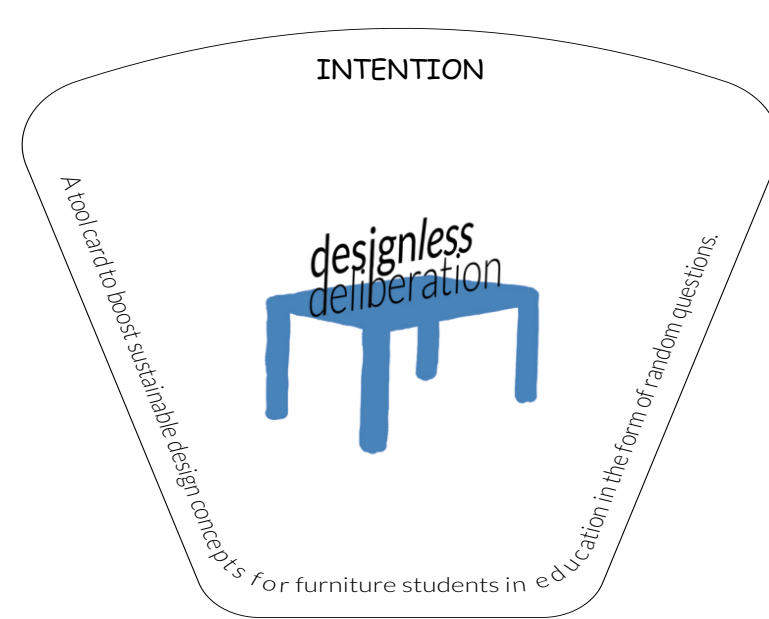 INTENTION
designless
deliberation
A tool card to boost sustainable design concepts for furniture students in education in the form of random questions.